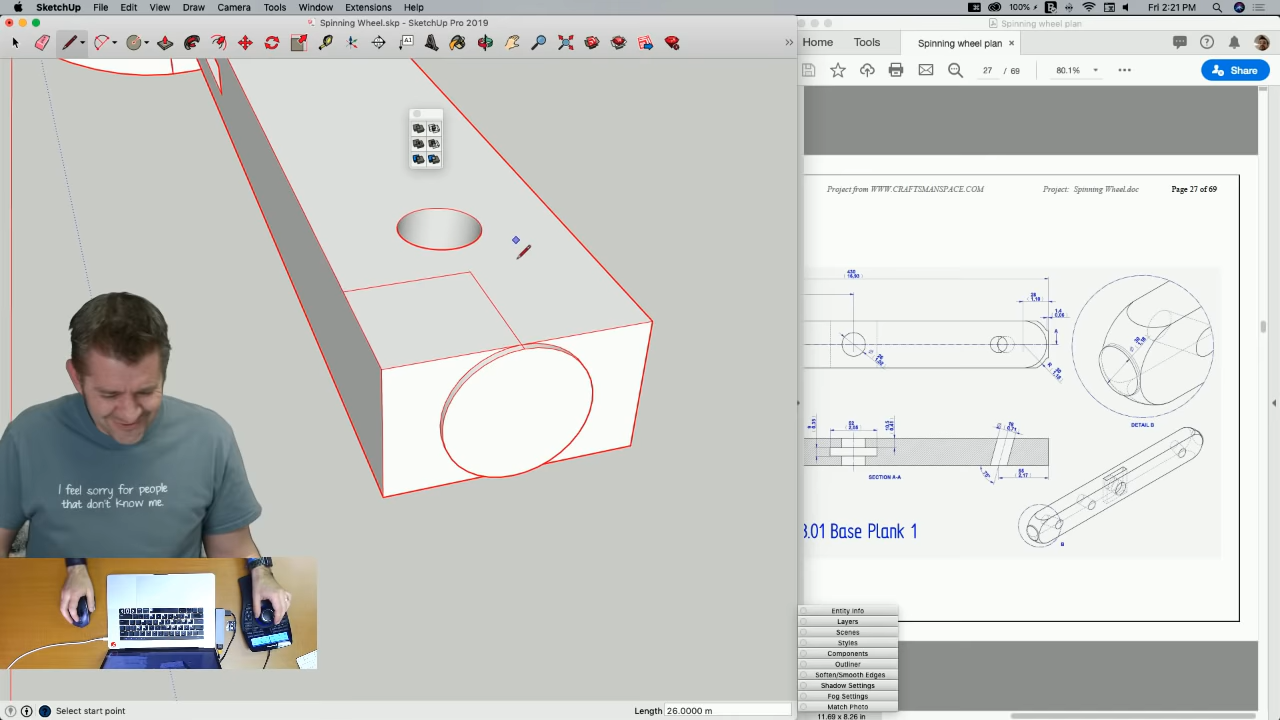 SketchUp File Edit View Camera Draw Tools Window Extensions Help
100% Fri 2:21 PM
Spinning Wheel.skp - SketchUp Pro 2019
Spinning wheel plan
Home Tools Spinning wheel plan ×
27 / 69 80.1% Share
A1
Project from WWW.CRAFTSMANSPACE.COM Project: Spinning Wheel.doc Page 27 of 69
DETAIL B
SECTION A-A
B
3.01 Base Plank 1
I feel sorry for people
that don't know me.
Entity Info
Layers
Scenes
Styles
Components
Outliner
Soften/Smooth Edges
Shadow Settings
Fog Settings
Match Photo
11.69 x 8.26 in
Select start point Length 26.0000 m